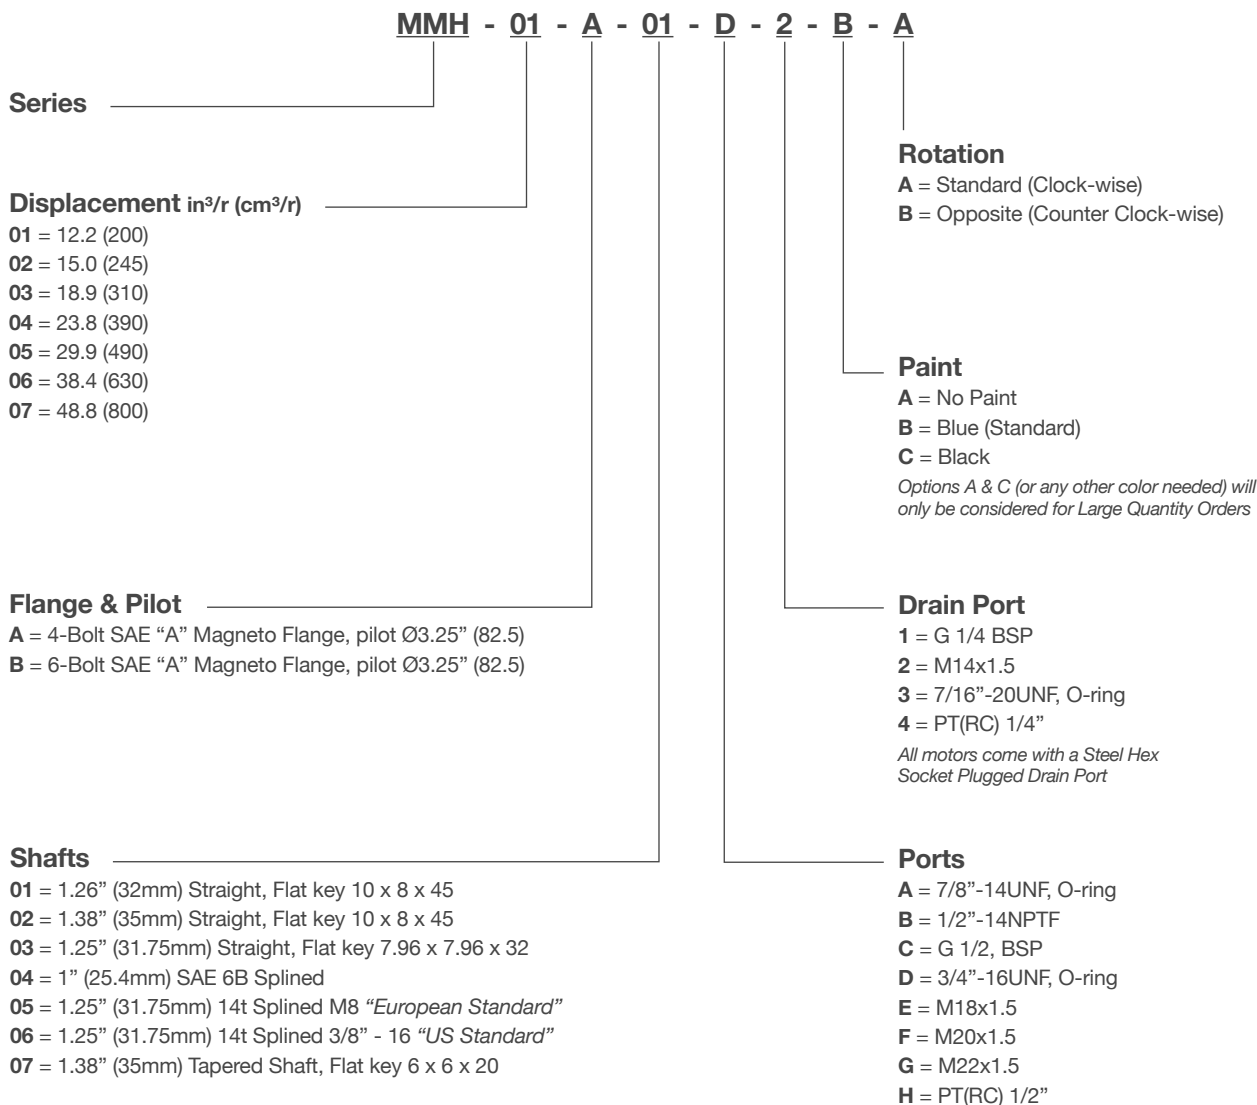 MMH - 01 - A - 01 - D - 2 - B - A
Series
Displacement in³/r (cm³/r)
01 = 12.2 (200)
02 = 15.0 (245)
03 = 18.9 (310)
04 = 23.8 (390)
05 = 29.9 (490)
06 = 38.4 (630)
07 = 48.8 (800)
Flange & Pilot
A = 4-Bolt SAE “A” Magneto Flange, pilot Ø3.25” (82.5)
B = 6-Bolt SAE “A” Magneto Flange, pilot Ø3.25” (82.5)
Shafts
01 = 1.26” (32mm) Straight, Flat key 10 x 8 x 45
02 = 1.38” (35mm) Straight, Flat key 10 x 8 x 45
03 = 1.25” (31.75mm) Straight, Flat key 7.96 x 7.96 x 32
04 = 1” (25.4mm) SAE 6B Splined
05 = 1.25” (31.75mm) 14t Splined M8 “European Standard”
06 = 1.25” (31.75mm) 14t Splined 3/8” - 16 “US Standard”
07 = 1.38” (35mm) Tapered Shaft, Flat key 6 x 6 x 20
Rotation
A = Standard (Clock-wise)
B = Opposite (Counter Clock-wise)
Paint
A = No Paint
B = Blue (Standard)
C = Black
Options A & C (or any other color needed) will
only be considered for Large Quantity Orders
Drain Port
1 = G 1/4 BSP
2 = M14x1.5
3 = 7/16”-20UNF, O-ring
4 = PT(RC) 1/4”
All motors come with a Steel Hex
Socket Plugged Drain Port
Ports
A = 7/8”-14UNF, O-ring
B = 1/2”-14NPTF
C = G 1/2, BSP
D = 3/4”-16UNF, O-ring
E = M18x1.5
F = M20x1.5
G = M22x1.5
H = PT(RC) 1/2”